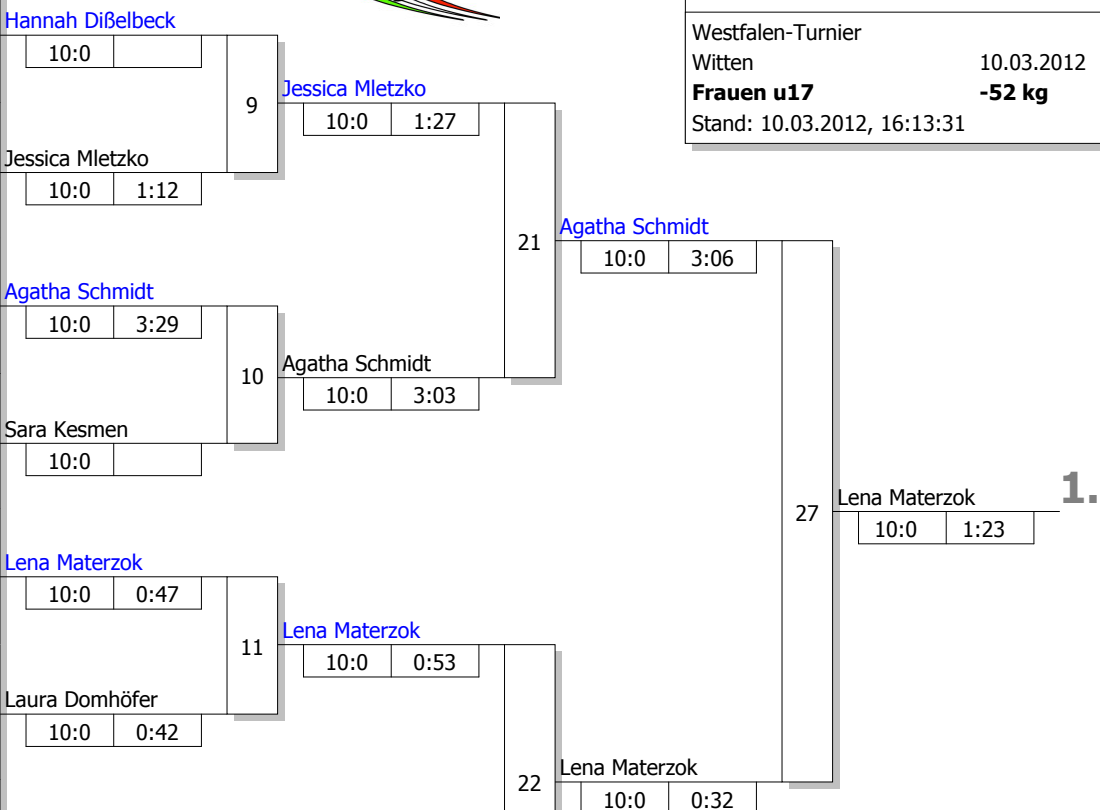 Hannah Dißelbeck
10:0
9
Jessica Mletzko
10:0 1:12
Jessica Mletzko
10:0 1:27
21
Agatha Schmidt
10:0 3:29
10
Sara Kesmen
10:0
Agatha Schmidt
10:0 3:03
Agatha Schmidt
10:0 3:06
27
Lena Materzok
10:0 0:47
11
Laura Domhöfer
10:0 0:42
Lena Materzok
10:0 0:53
22
Lena Materzok
10:0 0:32
Lena Materzok
10:0 1:23
1.
Westfalen-Turnier
Witten 10.03.2012
Frauen u17 -52 kg
Stand: 10.03.2012, 16:13:31